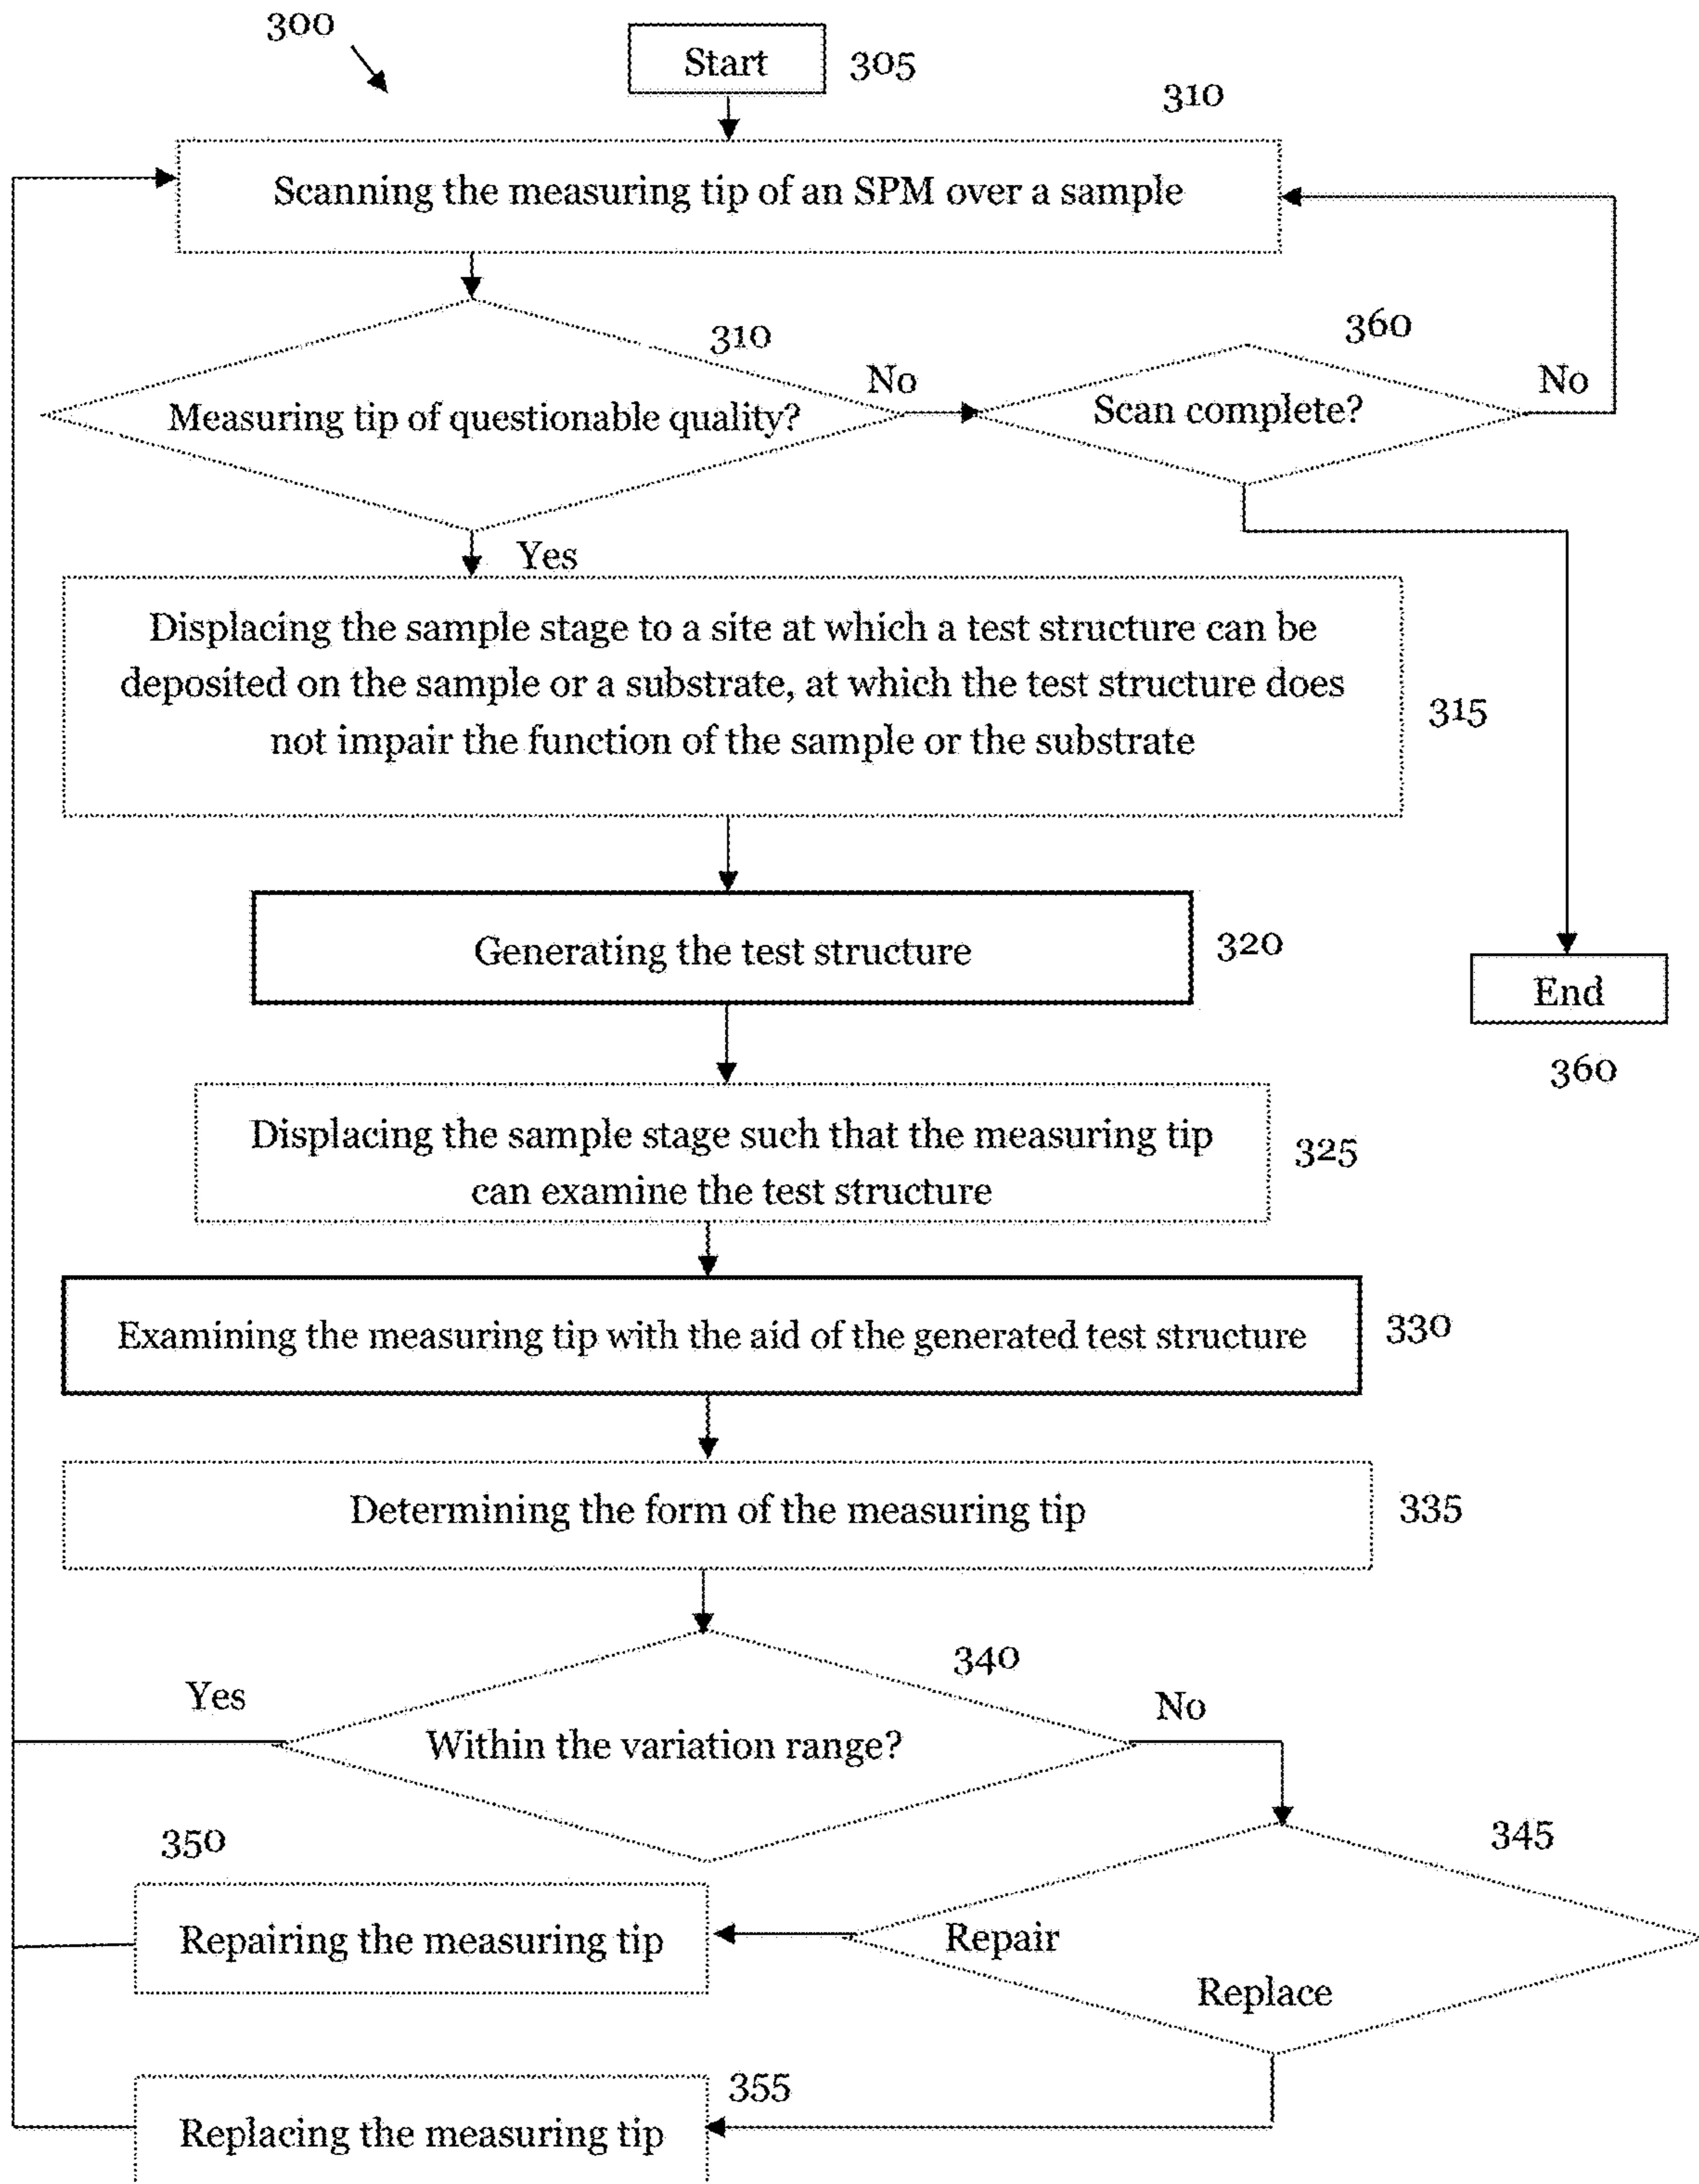 300
Start
305
310
Scanning the measuring tip of an SPM over a sample
310
360
No
No
Measuring tip of questionable quality?
Scan complete?
Yes
Displacing the sample stage to a site at which a test structure can be
deposited on the sample or a substrate, at which the test structure does
not impair the function of the sample or the substrate
315
Generating the test structure
320
End
360
Displacing the sample stage such that the measuring tip
can examine the test structure
325
Examining the measuring tip with the aid of the generated test structure
330
Determining the form of the measuring tip
335
340
Yes
No
Within the variation range?
350
345
Repairing the measuring tip
Repair
Replace
355
Replacing the measuring tip